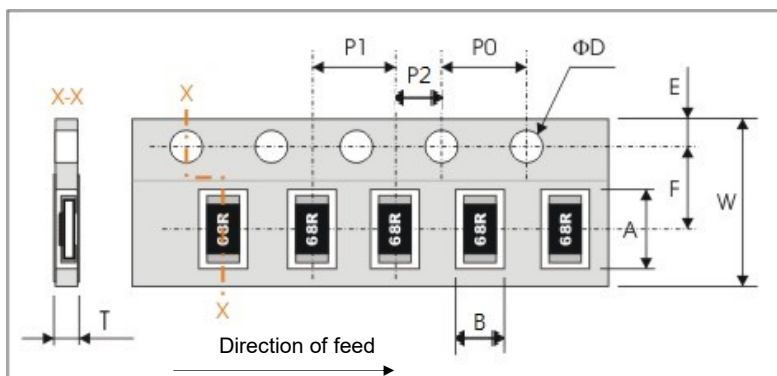 P1
P0
ΦD
P2
E
X-X
X
F
W
68R
68R
68R
68R
68R
A
X
T
B
Direction of feed